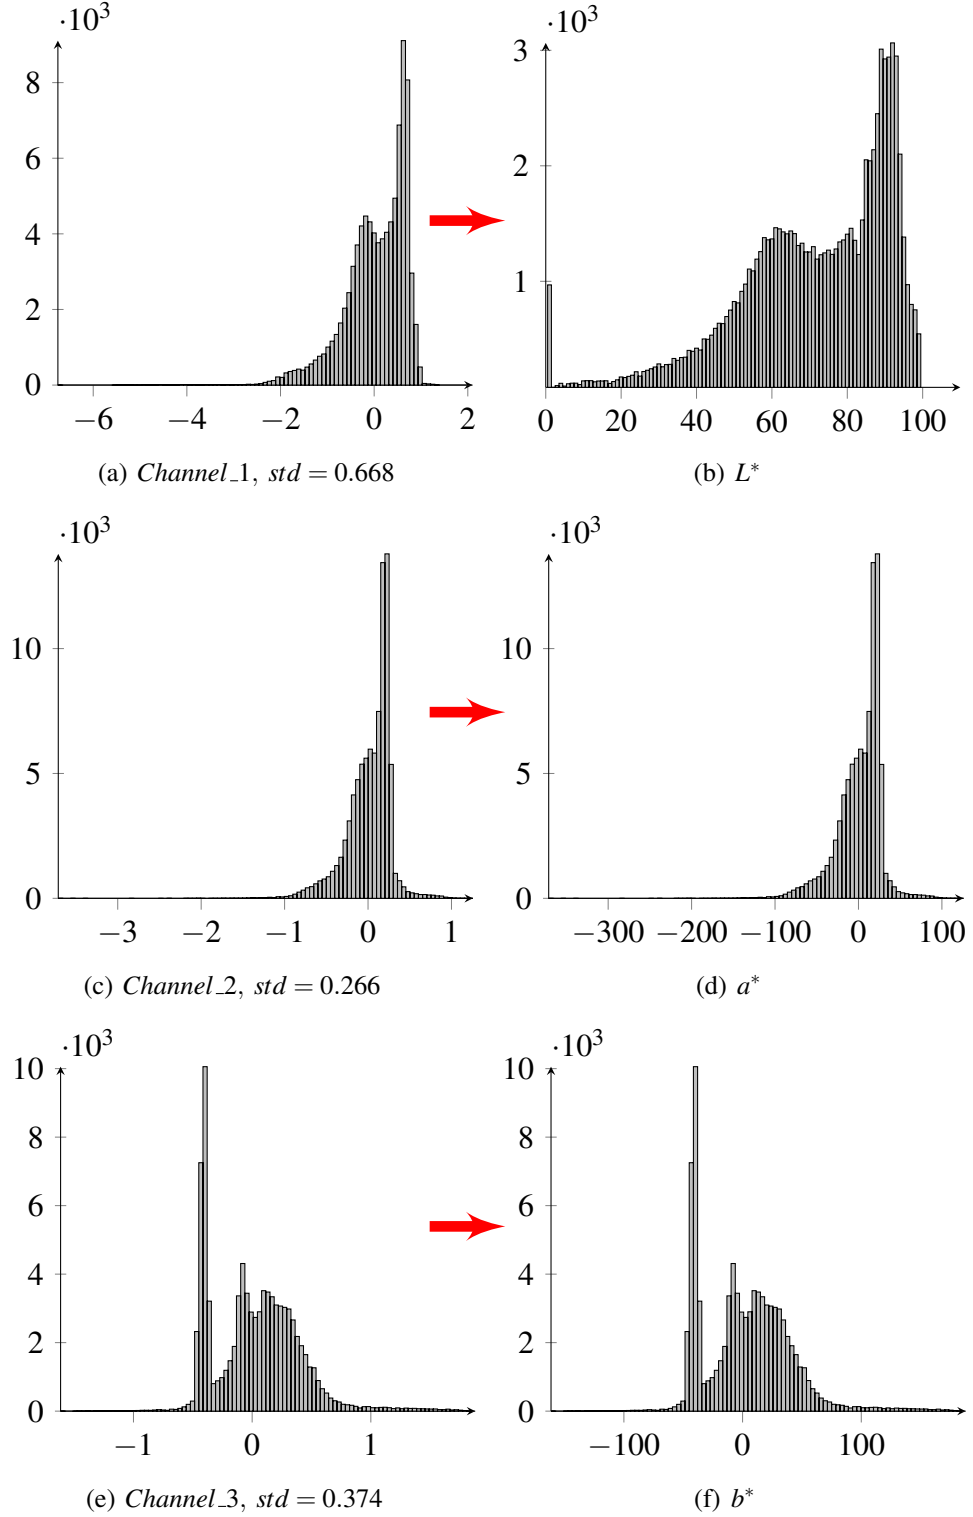 ·10³ ·10³
8 3
6 2
4 1
2
0
−6 −4 −2 0 2 0 20 40 60 80 100
(a) Channel_1, std = 0.668 (b) L*
·10³ ·10³
10 10
5 5
0 0
−3 −2 −1 0 1 −300 −200 −100 0 100
(c) Channel_2, std = 0.266 (d) a*
·10³ ·10³
10 10
8 8
6 6
4 4
2 2
0 0
−1 0 1 −100 0 100
(e) Channel_3, std = 0.374 (f) b*